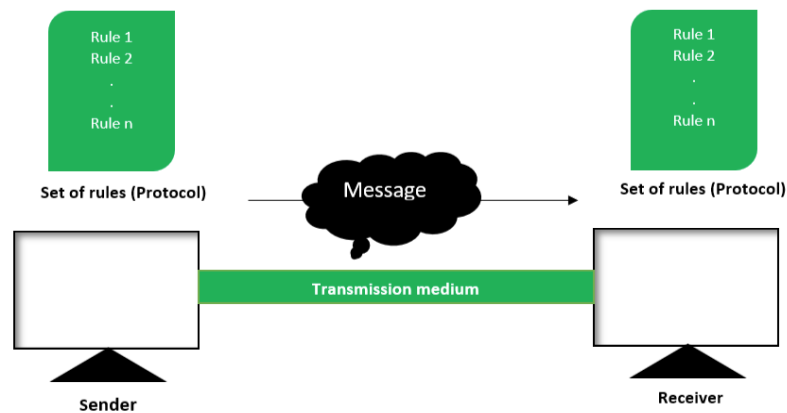 Rule 1
Rule 2
.
.
Rule n
Set of rules (Protocol)
Rule 1
Rule 2
.
.
Rule n
Set of rules (Protocol)
Message
Transmission medium
Sender
Receiver